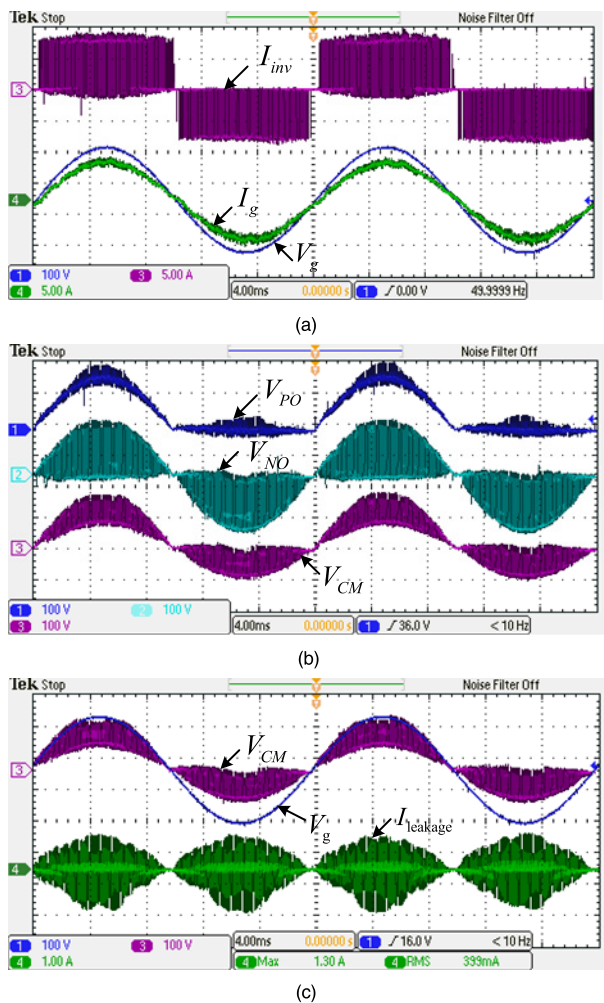 Tek Stop Noise Filter Off
3
I_inv
4
I_g
V_g
1 100 V 3 5.00 A
4 5.00 A 4.00ms 0.00000 s 1 / 0.00 V 49.9999 Hz
(a)
Tek Stop Noise Filter Off
V_PO
1
V_NO
2
3
V_CM
1 100 V 2 100 V
3 100 V 4.00ms 0.00000 s 1 / 36.0 V < 10 Hz
(b)
Tek Stop Noise Filter Off
V_CM
3
V_g
I_leakage
4
1 100 V 3 100 V 4.00ms 0.00000 s 1 / 16.0 V < 10 Hz
4 1.00 A 4 Max 1.30 A 4 RMS 399mA
(c)